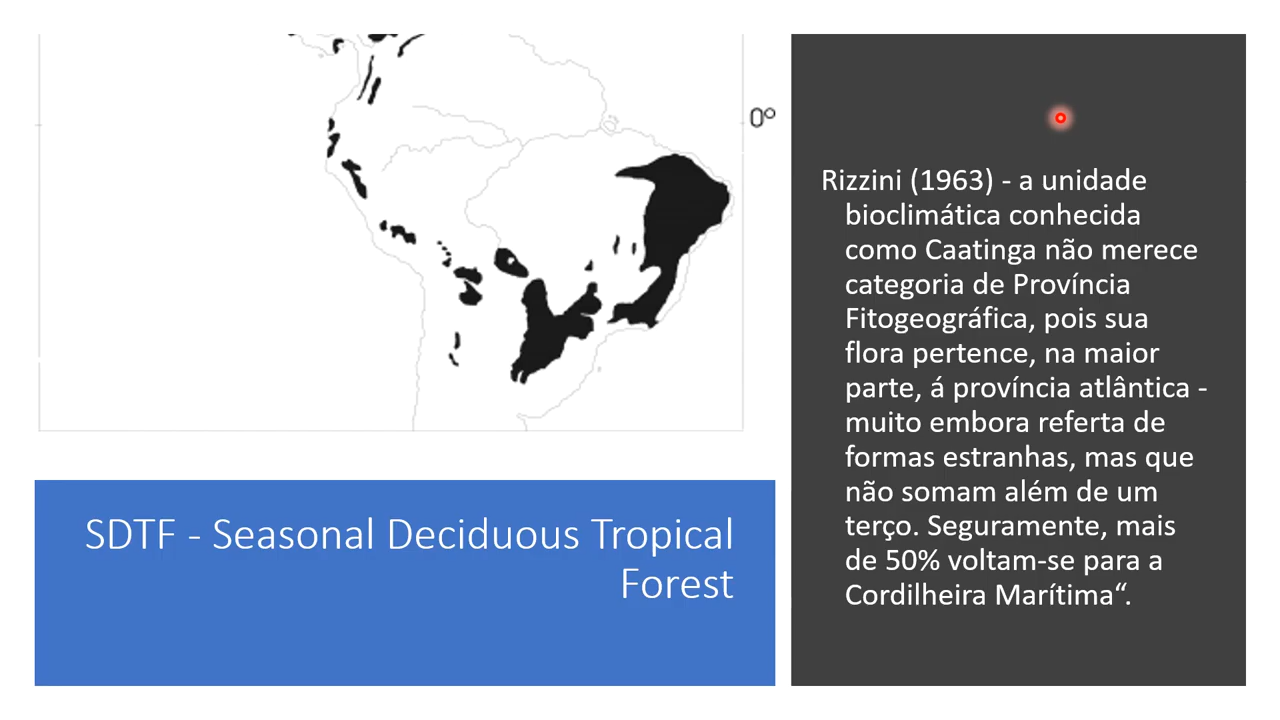 0º
SDTF - Seasonal Deciduous Tropical
Forest
Rizzini (1963) - a unidade
bioclimática conhecida
como Caatinga não merece
categoria de Província
Fitogeográfica, pois sua
flora pertence, na maior
parte, á província atlântica -
muito embora referta de
formas estranhas, mas que
não somam além de um
terço. Seguramente, mais
de 50% voltam-se para a
Cordilheira Marítima“.